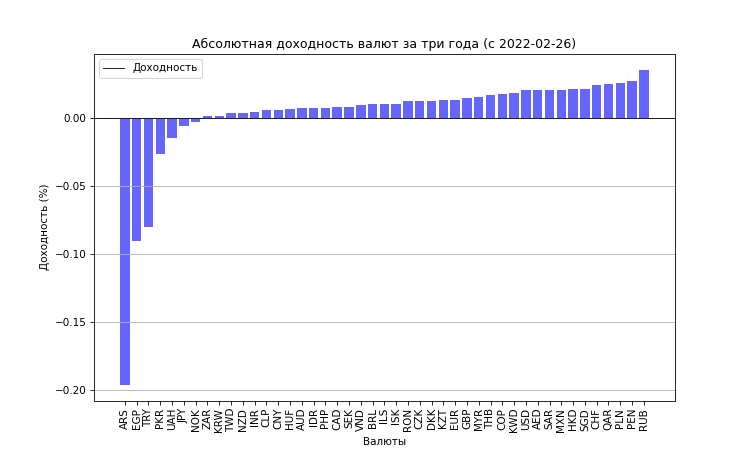 Абсолютная доходность валют за три года (с 2022-02-26)
Доходность
0.00
−0.05
−0.10
−0.15
−0.20
Доходность (%)
ARS EGP TRY PKR UAH JPY NOK ZAR KRW TWD NZD INR CLP CNY HUF AUD IDR PHP CAD SEK VND BRL ILS ISK RON CZK DKK KZT EUR GBP MYR THB COP KWD USD AED SAR MXN HKD SGD CHF QAR PLN PEN RUB
Валюты